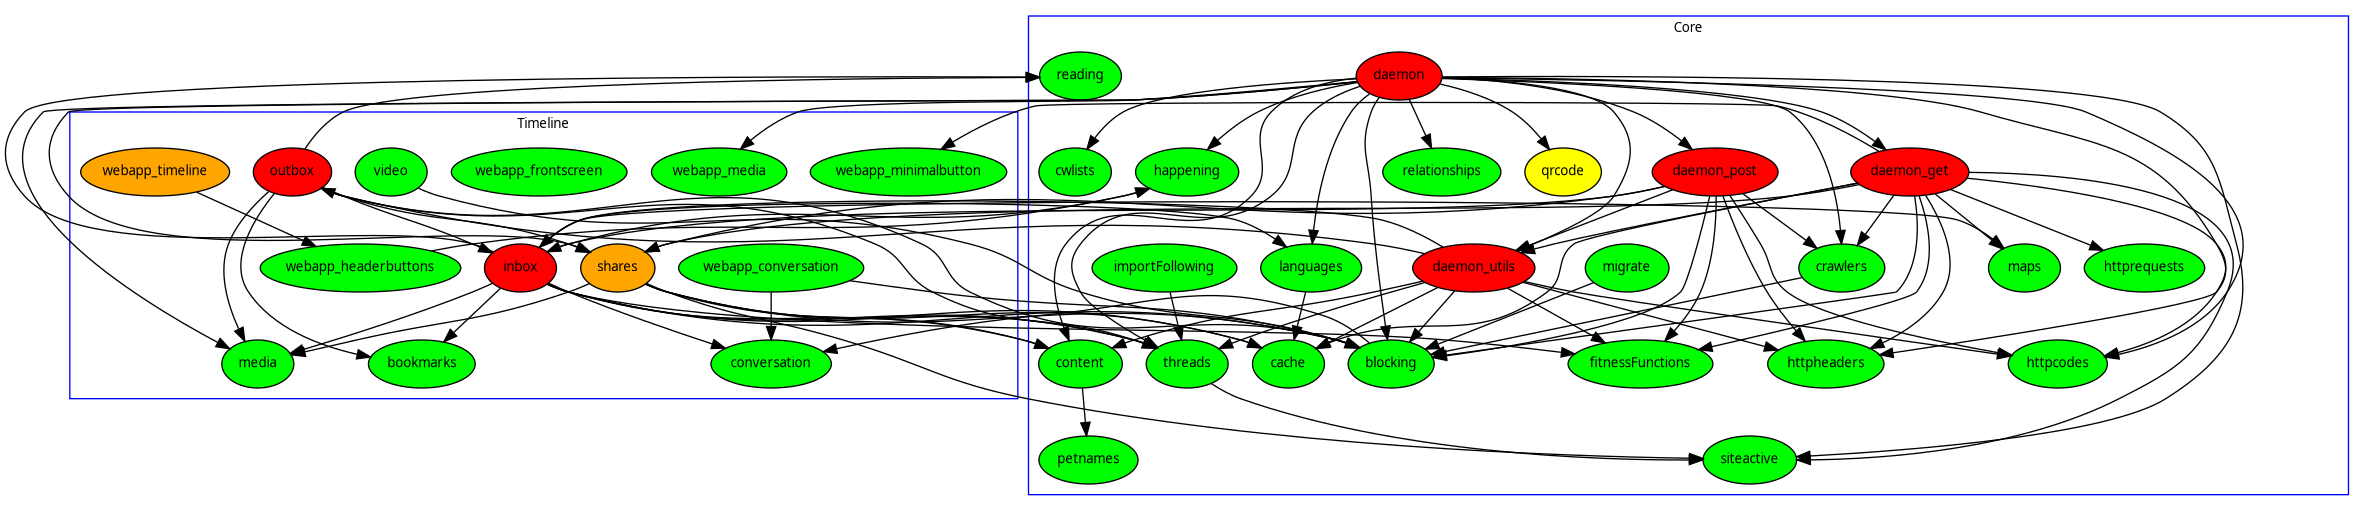 Core
reading
daemon
Timeline
webapp_timeline
outbox
video
webapp_frontscreen
webapp_media
webapp_minimalbutton
cwlists
happening
relationships
qrcode
daemon_post
daemon_get
webapp_headerbuttons
inbox
shares
webapp_conversation
importFollowing
languages
daemon_utils
migrate
crawlers
maps
httprequests
media
bookmarks
conversation
content
threads
cache
blocking
fitnessFunctions
httpheaders
httpcodes
petnames
siteactive